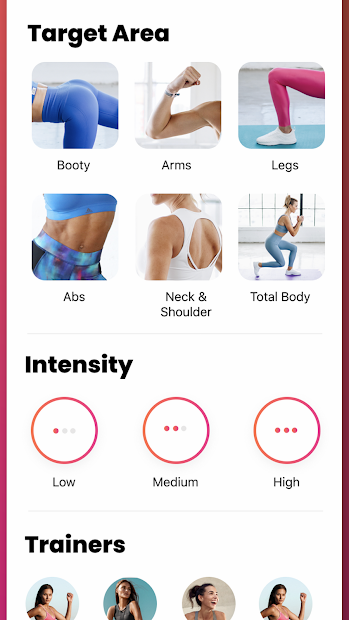 Target Area
Booty
Arms
Legs
Abs
Neck &
Shoulder
Total Body
Intensity
Low
Medium
High
Trainers